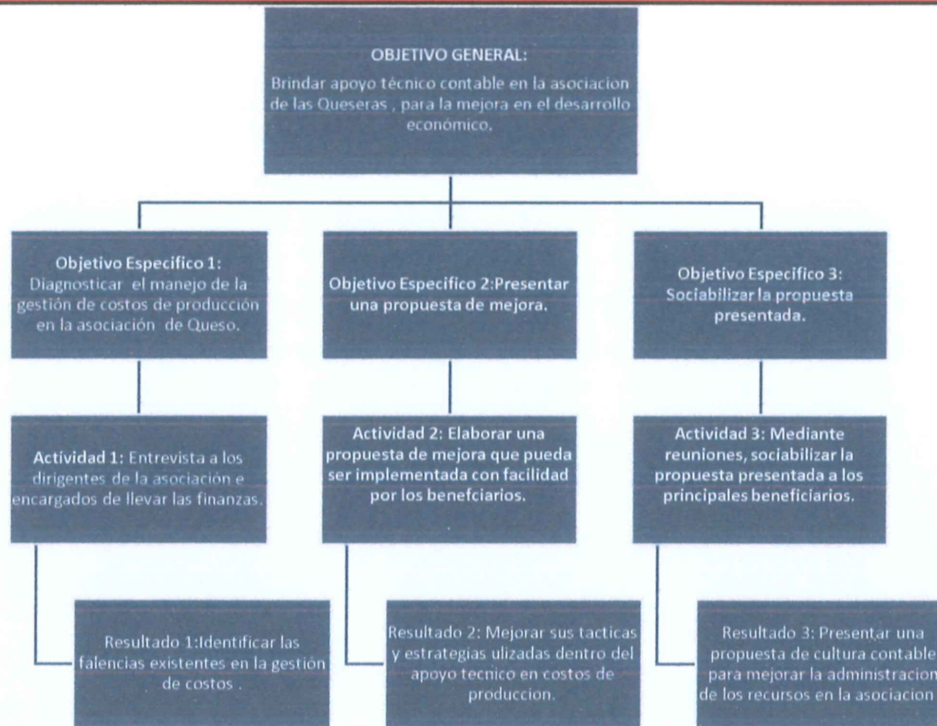 OBJETIVO GENERAL:
Brindar apoyo técnico contable en la asociacion
de las Queseras , para la mejora en el desarrollo
económico.
Objetivo Especifico 1:
Diagnosticar el manejo de la
gestión de costos de producción
en la asociación de Queso.
Objetivo Especifico 2:Presentar
una propuesta de mejora.
Objetivo Especifico 3:
Sociabilizar la propuesta
presentada.
Actividad 1: Entrevista a los
dirigentes de la asociación e
encargados de llevar las finanzas.
Actividad 2: Elaborar una
propuesta de mejora que pueda
ser implementada con facilidad
por los benefciarios.
Actividad 3: Mediante
reuniones, sociabilizar la
propuesta presentada a los
principales beneficiarios.
Resultado 1:Identificar las
falencias existentes en la gestión
de costos .
Resultado 2: Mejorar sus tacticas
y estrategias ulizadas dentro del
apoyo tecnico en costos de
produccion.
Resultado 3: Presentar una
propuesta de cultura contable
para mejorar la administracion
de los recursos en la asociacion